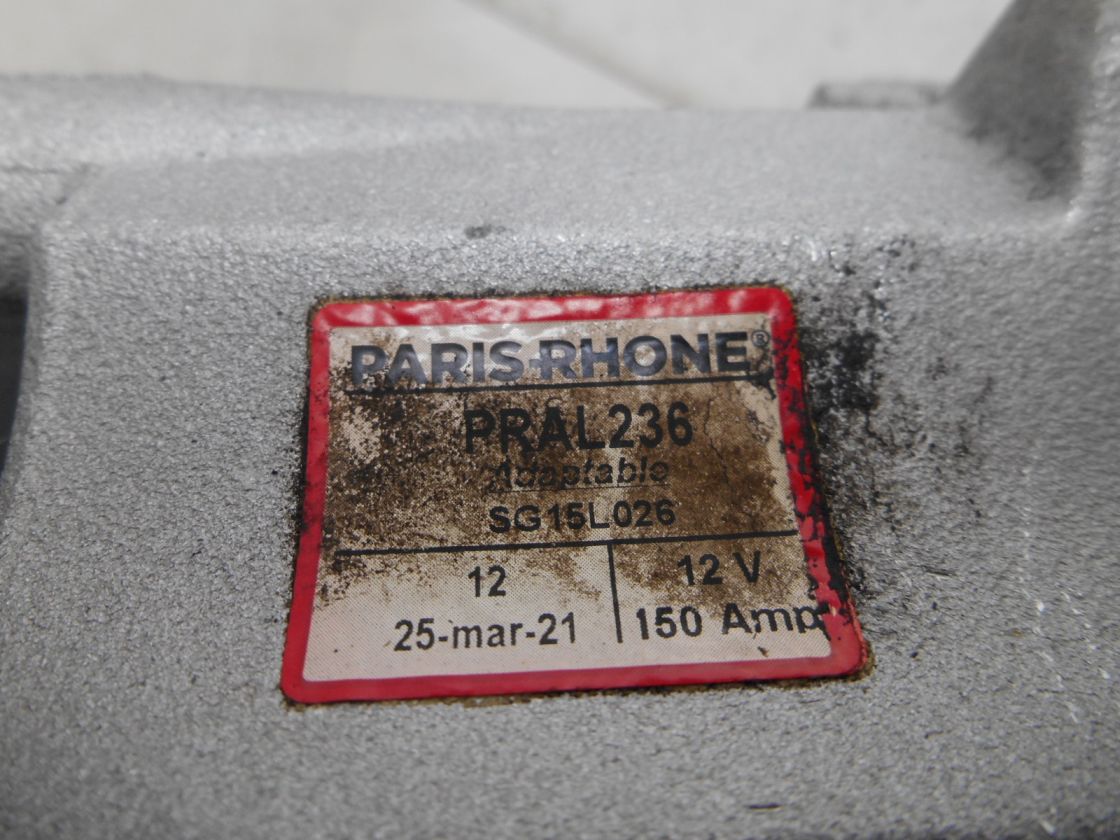 PARIS-RHONE®
PRAL236
Adaptable
SG15L026
12
25-mar-21
12 V
150 Amp